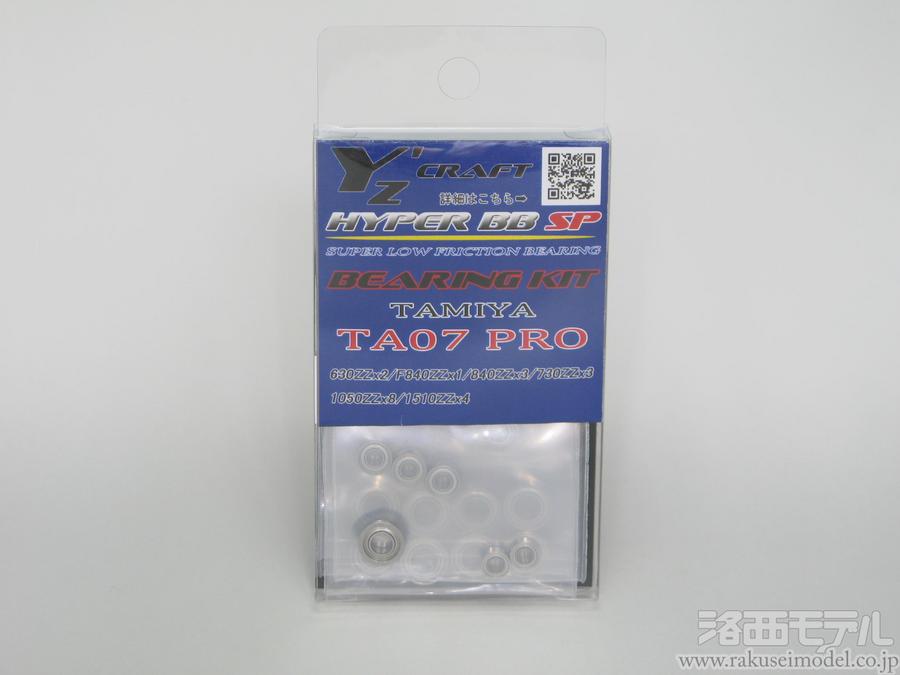 Y'z CRAFT
詳細はこちら➡
HYPER BB SP
SUPER LOW FRICTION BEARING
BEARING KIT
TAMIYA
TA07 PRO
630ZZx2/F840ZZx1/840ZZx3/730ZZx3
1050ZZx8/1510ZZx4
洛西モデル
www.rakuseimodel.co.jp